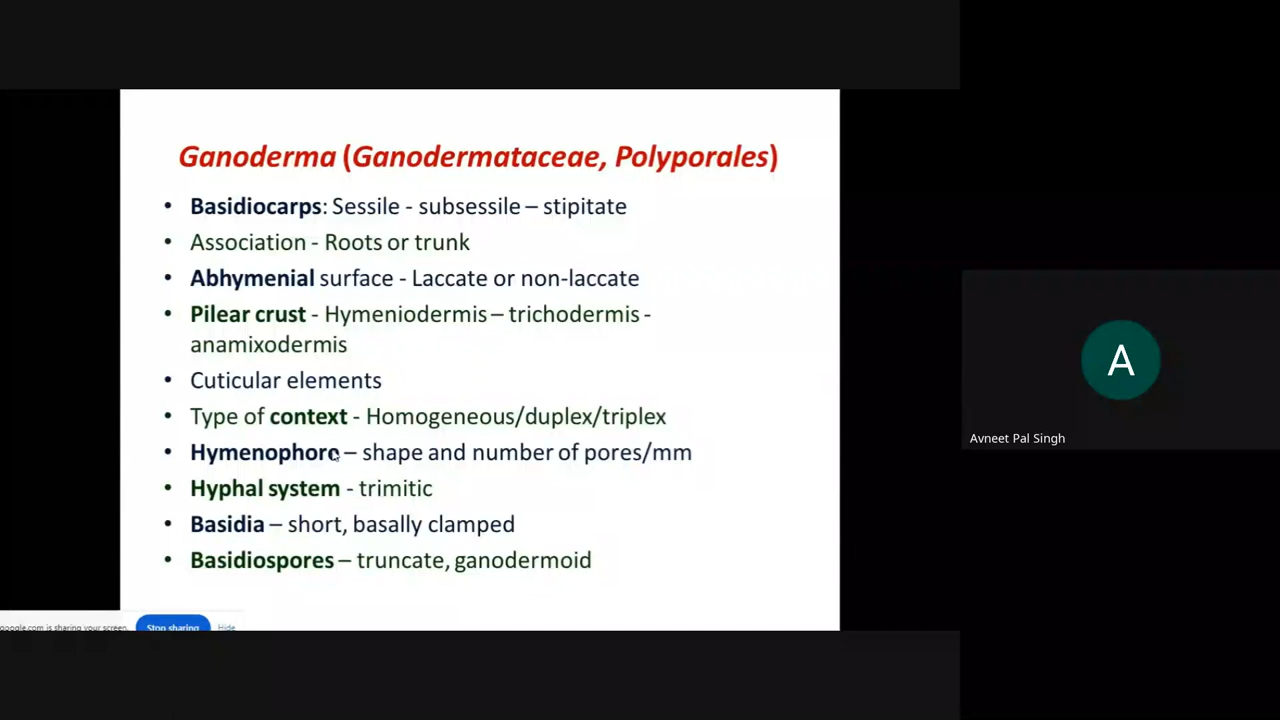 Ganoderma (Ganodermataceae, Polyporales)
• Basidiocarps: Sessile - subsessile – stipitate
• Association - Roots or trunk
• Abhymenial surface - Laccate or non-laccate
• Pilear crust - Hymeniodermis – trichodermis -
anamixodermis
• Cuticular elements
• Type of context - Homogeneous/duplex/triplex
• Hymenophore – shape and number of pores/mm
• Hyphal system - trimitic
• Basidia – short, basally clamped
• Basidiospores – truncate, ganodermoid
google.com is sharing your screen. Stop sharing Hide
A
Avneet Pal Singh